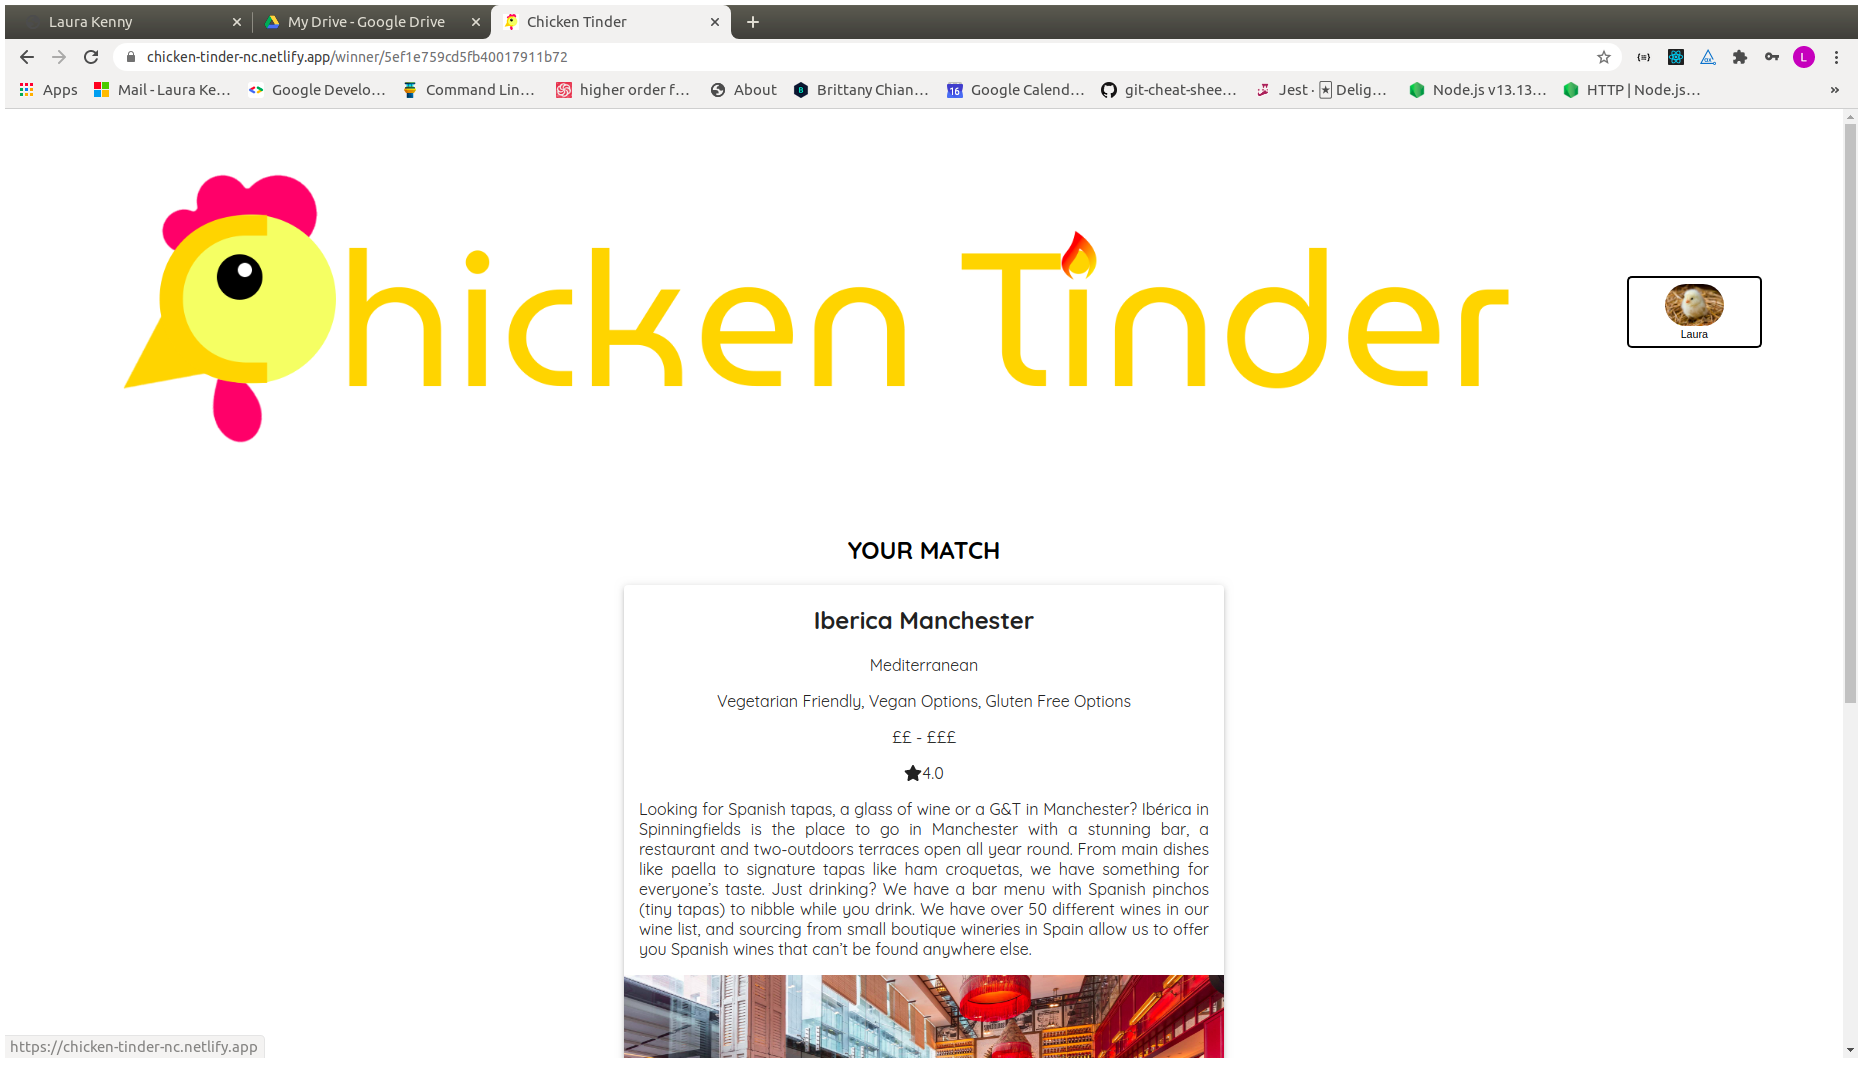 Laura Kenny
My Drive - Google Drive
Chicken Tinder
chicken-tinder-nc.netlify.app/winner/5ef1e759cd5fb40017911b72
L
Apps
Mail - Laura Ke...
Google Develo...
Command Lin...
higher order f...
About
Brittany Chian...
16
Google Calend...
git-cheat-shee...
Jest · 🃏 Delig...
Node.js v13.13...
HTTP | Node.js...
»
Chicken Tinder
Laura
YOUR MATCH
Iberica Manchester
Mediterranean
Vegetarian Friendly, Vegan Options, Gluten Free Options
££ - £££
★4.0
Looking for Spanish tapas, a glass of wine or a G&T in Manchester? Ibérica in
Spinningfields is the place to go in Manchester with a stunning bar, a
restaurant and two-outdoors terraces open all year round. From main dishes
like paella to signature tapas like ham croquetas, we have something for
everyone’s taste. Just drinking? We have a bar menu with Spanish pinchos
(tiny tapas) to nibble while you drink. We have over 50 different wines in our
wine list, and sourcing from small boutique wineries in Spain allow us to offer
you Spanish wines that can’t be found anywhere else.
https://chicken-tinder-nc.netlify.app